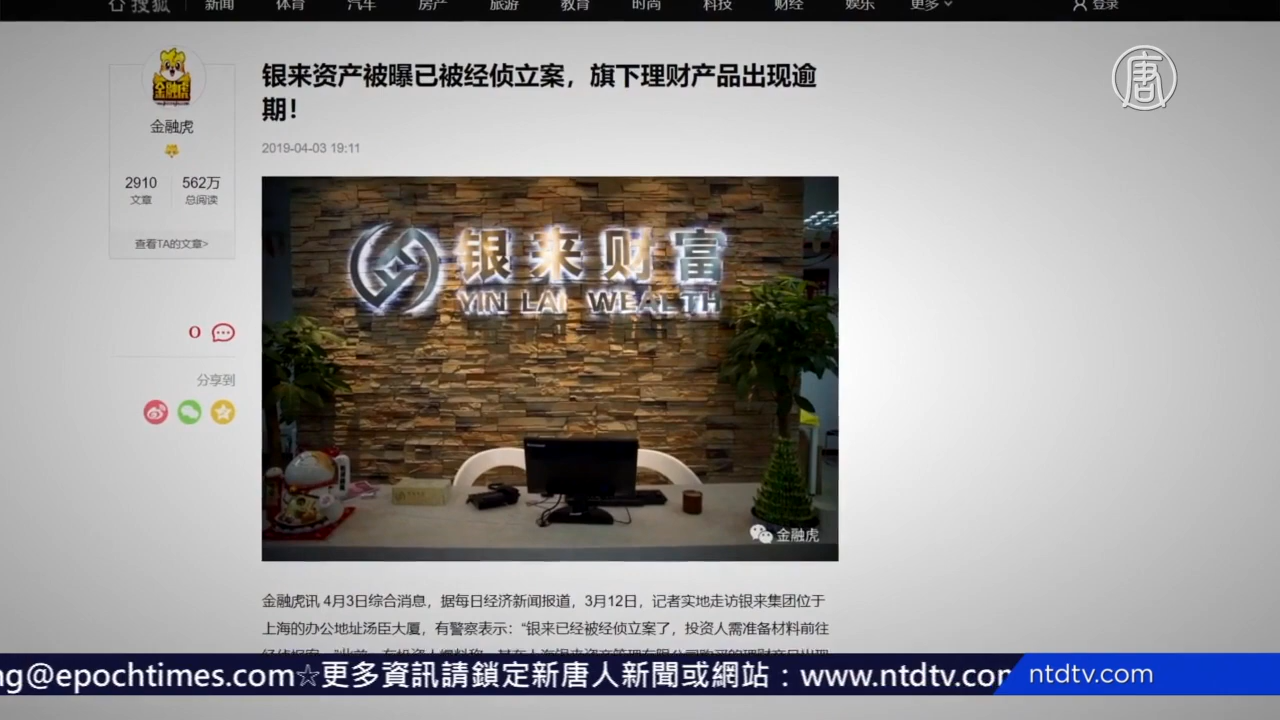 搜狐 新闻 体育 汽车 房产 旅游 教育 时尚 科技 财经 娱乐 更多 登录
唐
金融虎
2910 562万
文章 总阅读
查看TA的文章>
0
分享到
银来资产被曝已被经侦立案，旗下理财产品出现逾
期！
2019-04-03 19:11
银来财富
YIN LAI WEALTH
金融虎
金融虎讯 4月3日综合消息，据每日经济新闻报道，3月12日，记者实地走访银来集团位于
上海的办公地址汤臣大厦，有警察表示：“银来已经被经侦立案了，投资人需准备材料前往
ng@epochtimes.com☆更多資訊請鎖定新唐人新聞或網站：www.ntdtv.com
ntdtv.com